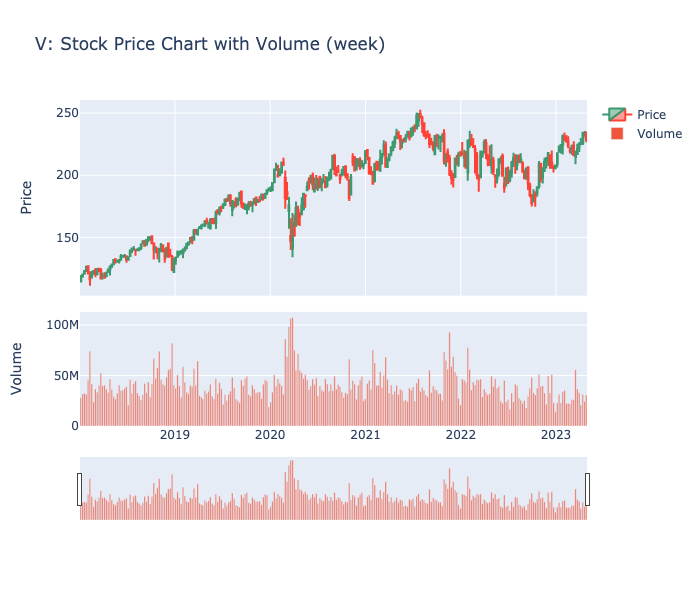 V: Stock Price Chart with Volume (week)
Price
Volume
250
200
150
Price
100M
50M
0
Volume
2019 2020 2021 2022 2023